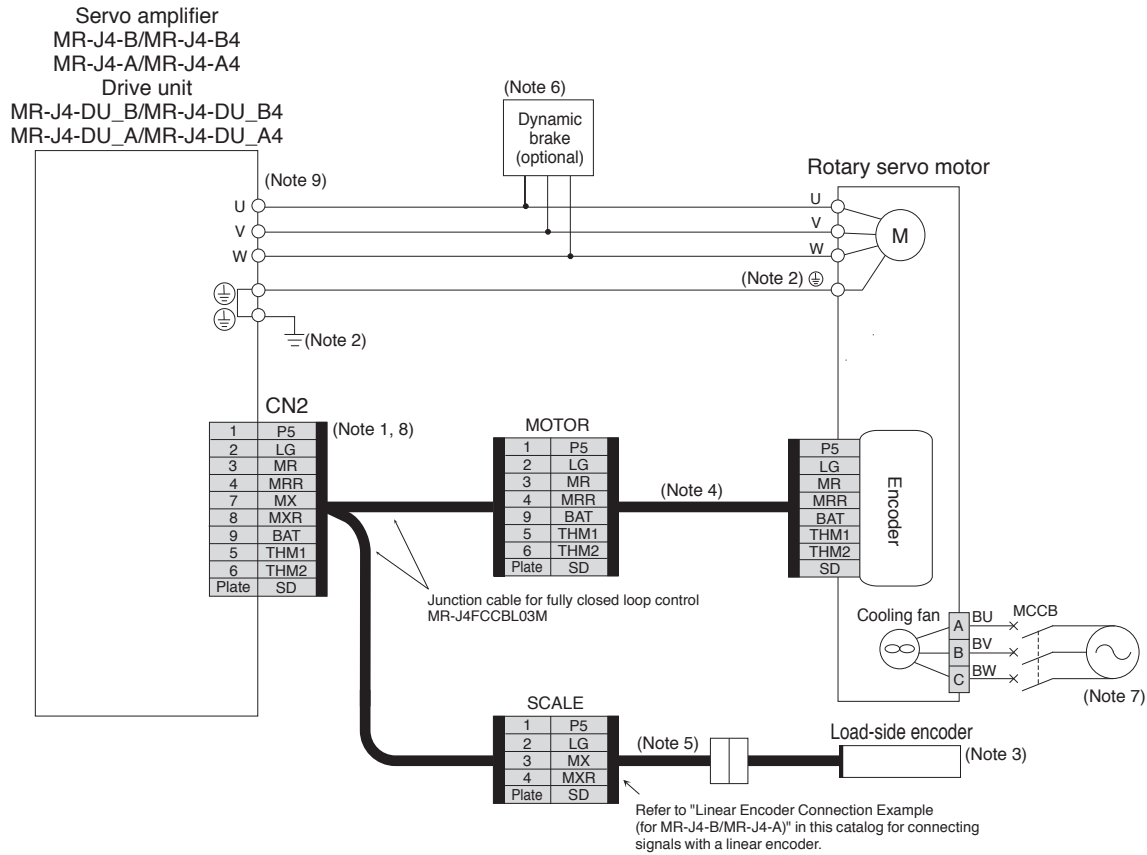 Servo amplifier
MR-J4-B/MR-J4-B4
MR-J4-A/MR-J4-A4
Drive unit
MR-J4-DU_B/MR-J4-DU_B4
MR-J4-DU_A/MR-J4-DU_A4
(Note 6)
Dynamic
brake
(optional)
Rotary servo motor
(Note 9)
U
V
W
U
V
W
M
(Note 2)
(Note 2)
CN2
(Note 1, 8)
1 P5
2 LG
3 MR
4 MRR
7 MX
8 MXR
9 BAT
5 THM1
6 THM2
Plate SD
MOTOR
1 P5
2 LG
3 MR
4 MRR
9 BAT
5 THM1
6 THM2
Plate SD
(Note 4)
P5
LG
MR
MRR
BAT
THM1
THM2
SD
Encoder
Junction cable for fully closed loop control
MR-J4FCCBL03M
Cooling fan
A BU
B BV
C BW
MCCB
(Note 7)
SCALE
1 P5
2 LG
3 MX
4 MXR
Plate SD
(Note 5)
Load-side encoder
(Note 3)
Refer to "Linear Encoder Connection Example
(for MR-J4-B/MR-J4-A)" in this catalog for connecting
signals with a linear encoder.